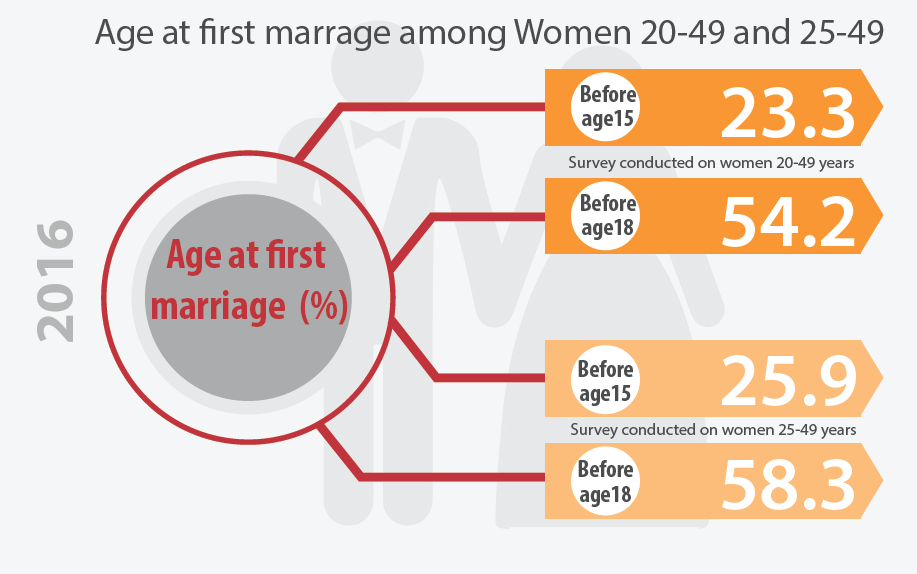 Age at first marrage among Women 20-49 and 25-49
2016
Age at first
marriage (%)
Before
age15
23.3
Survey conducted on women 20-49 years
Before
age18
54.2
Before
age15
25.9
Survey conducted on women 25-49 years
Before
age18
58.3